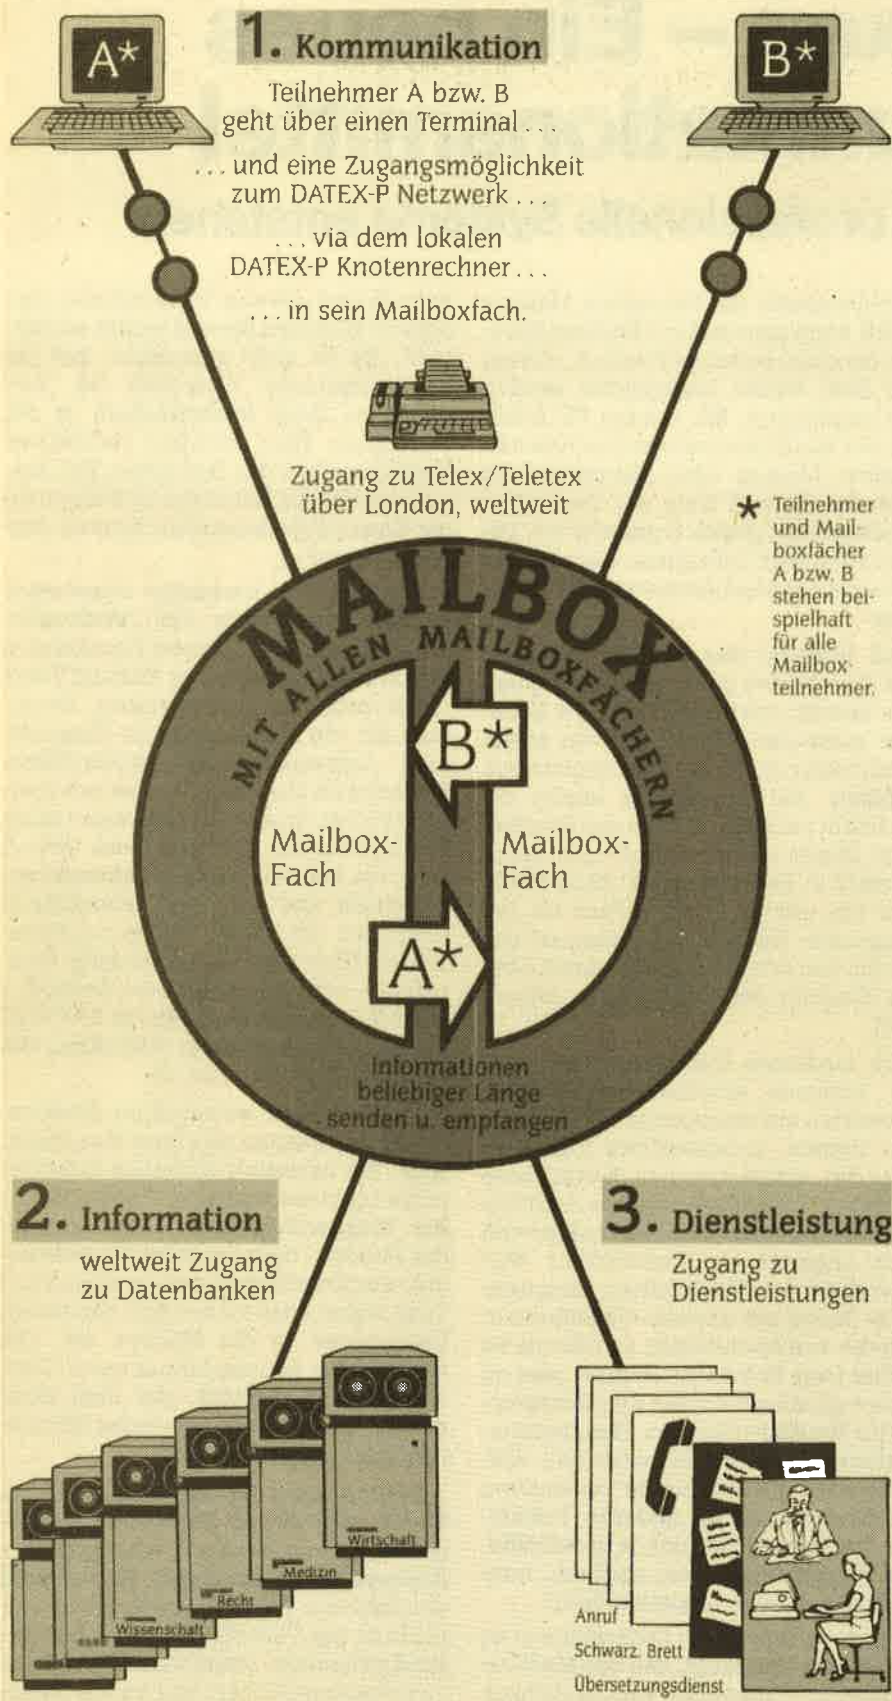 A*
1. Kommunikation
B*
Teilnehmer A bzw. B
geht über einen Terminal . . .
. . . und eine Zugangsmöglichkeit
zum DATEX-P Netzwerk . . .
. . . via dem lokalen
DATEX-P Knotenrechner . . .
. . . in sein Mailboxfach.
Zugang zu Telex/Teletex
über London, weltweit
* Teilnehmer
und Mail-
boxfächer
A bzw. B
stehen bei-
spielhaft
für alle
Mailbox-
teilnehmer.
MAILBOX
MIT ALLEN MAILBOXFÄCHERN
B*
Mailbox-
Fach
Mailbox-
Fach
A*
Informationen
beliebiger Länge
senden u. empfangen
2. Information
weltweit Zugang
zu Datenbanken
3. Dienstleistung
Zugang zu
Dienstleistungen
Wirtschaft
Medizin
Recht
Wissenschaft
Anruf
Schwarz. Brett
Übersetzungsdienst